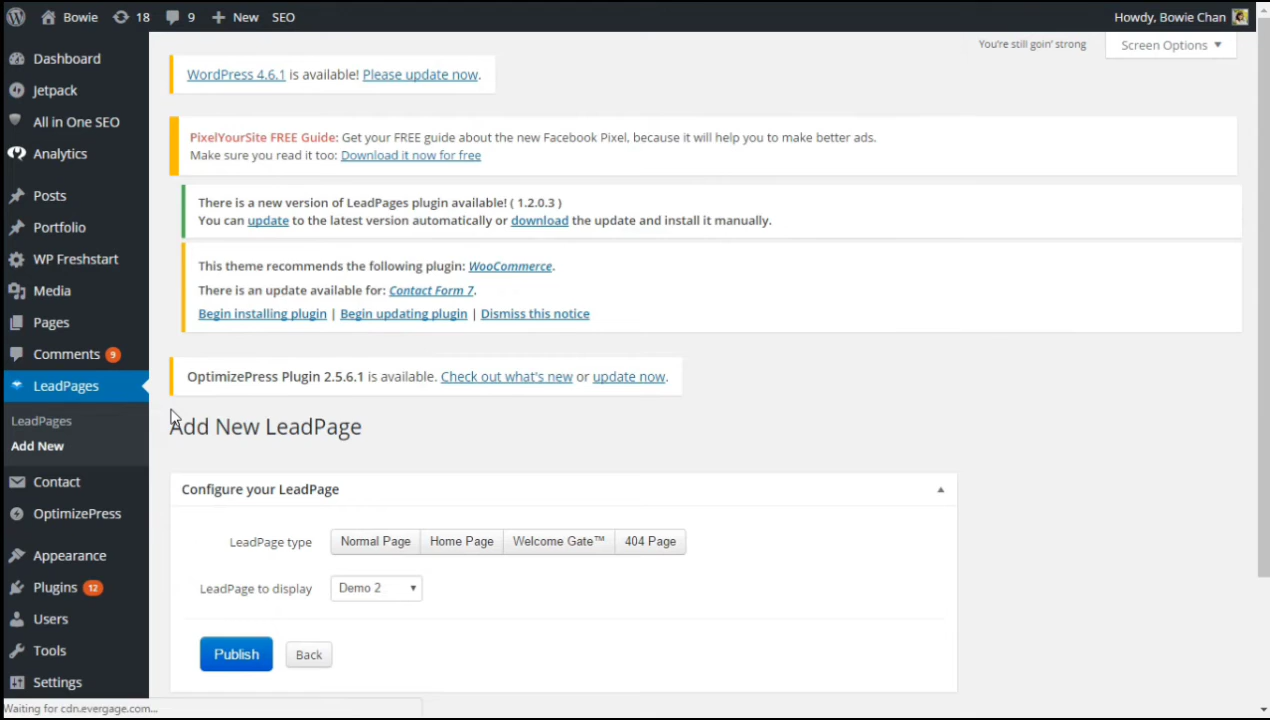 Bowie 18 9 New SEO Howdy, Bowie Chan
You're still goin' strong Screen Options ▼
Dashboard
Jetpack
All in One SEO
Analytics
Posts
Portfolio
WP Freshstart
Media
Pages
Comments 9
LeadPages
LeadPages
Add New
Contact
OptimizePress
Appearance
Plugins 12
Users
Tools
Settings
WordPress 4.6.1 is available! Please update now.
PixelYourSite FREE Guide: Get your FREE guide about the new Facebook Pixel, because it will help you to make better ads.
Make sure you read it too: Download it now for free
There is a new version of LeadPages plugin available! ( 1.2.0.3 )
You can update to the latest version automatically or download the update and install it manually.
This theme recommends the following plugin: WooCommerce.
There is an update available for: Contact Form 7.
Begin installing plugin | Begin updating plugin | Dismiss this notice
OptimizePress Plugin 2.5.6.1 is available. Check out what's new or update now.
Add New LeadPage
Configure your LeadPage
LeadPage type Normal Page Home Page Welcome Gate™ 404 Page
LeadPage to display Demo 2
Publish Back
Waiting for cdn.evergage.com...